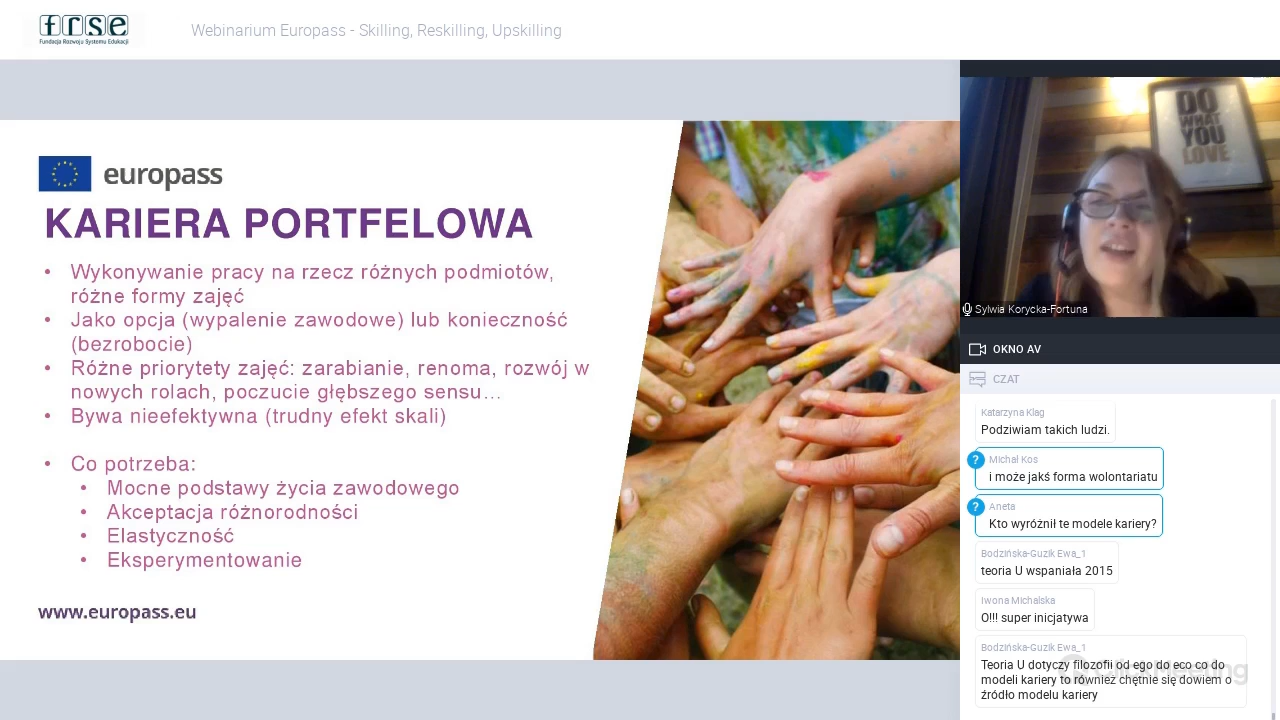 frse
Fundacja Rozwoju Systemu Edukacji
Webinarium Europass - Skilling, Reskilling, Upskilling
europass
KARIERA PORTFELOWA
• Wykonywanie pracy na rzecz różnych podmiotów,
różne formy zajęć
• Jako opcja (wypalenie zawodowe) lub konieczność
(bezrobocie)
• Różne priorytety zajęć: zarabianie, renoma, rozwój w
nowych rolach, poczucie głębszego sensu...
• Bywa nieefektywna (trudny efekt skali)
• Co potrzeba:
• Mocne podstawy życia zawodowego
• Akceptacja różnorodności
• Elastyczność
• Eksperymentowanie
www.europass.eu
DO
WHAT
YOU
LOVE
Sylwia Korycka-Fortuna
OKNO AV
CZAT
Katarzyna Klag
Podziwiam takich ludzi.
?
Michał Kos
i może jakś forma wolontariatu
?
Aneta
Kto wyróżnił te modele kariery?
Bodzińska-Guzik Ewa_1
teoria U wspaniała 2015
Iwona Michalska
O!!! super inicjatywa
Bodzińska-Guzik Ewa_1
Teoria U dotyczy filozofii od ego do eco co do
modeli kariery to również chętnie się dowiem o
źródło modelu kariery
ClickMeeting